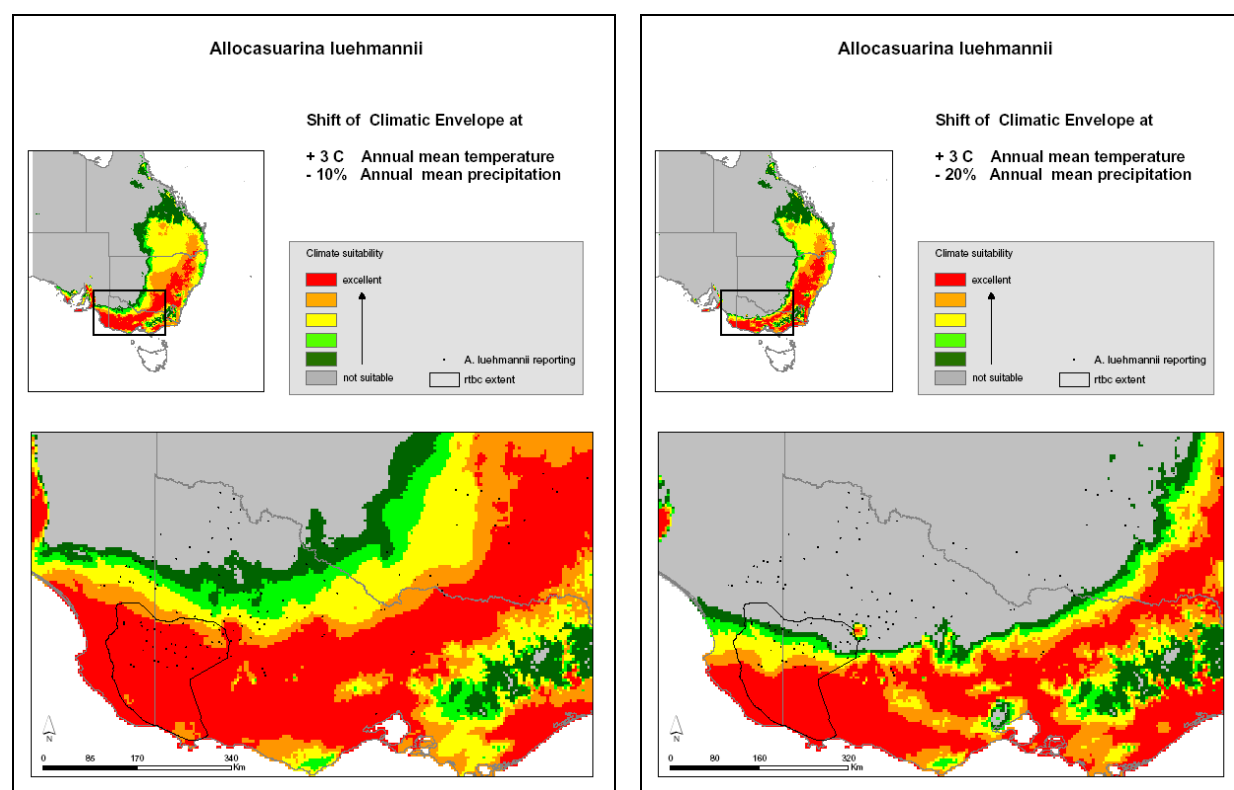 Allocasuarina luehmannii
Shift of Climatic Envelope at
+ 3 C Annual mean temperature
- 10% Annual mean precipitation
Climate suitability
excellent
A. luehmannii reporting
not suitable
rtbc extent
N
0 86 170 340
Km
Allocasuarina luehmannii
Shift of Climatic Envelope at
+ 3 C Annual mean temperature
- 20% Annual mean precipitation
Climate suitability
excellent
A. luehmannii reporting
not suitable
rtbc extent
N
0 80 160 320
Km